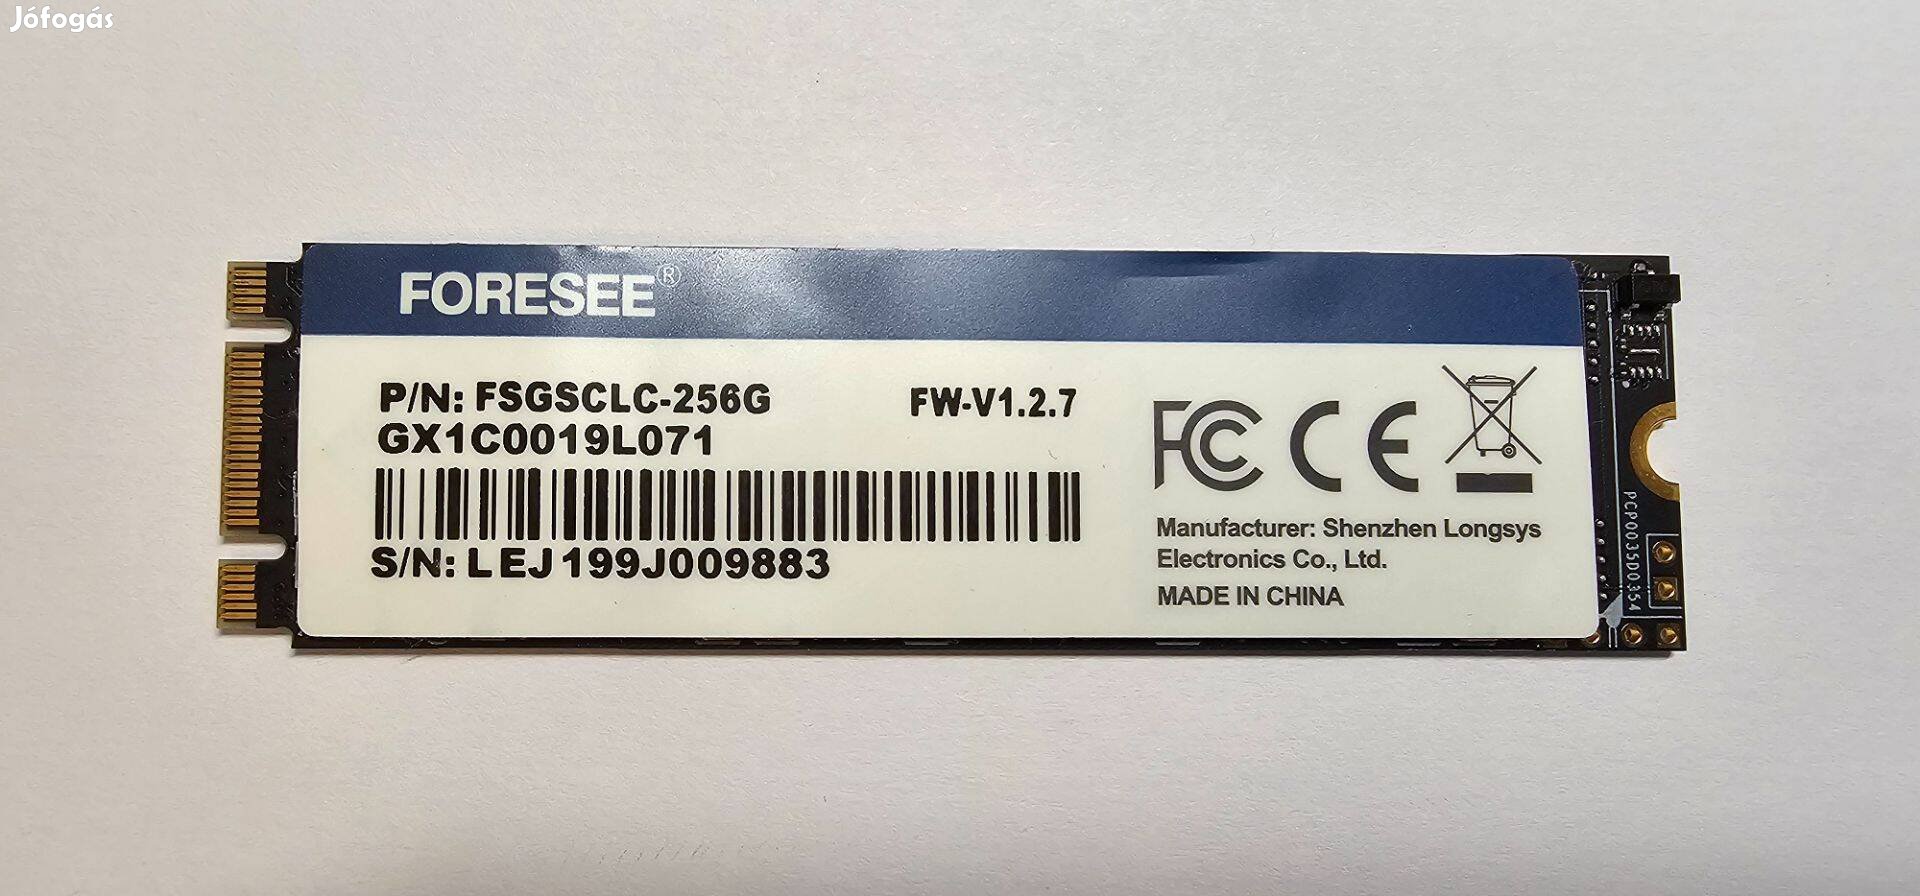 Jófogás
FORESEE®
P/N: FSGSCLC-256G
FW-V1.2.7
GX1C0019L071
S/N: LEJ199J009883
FC CE
Manufacturer: Shenzhen Longsys
Electronics Co., Ltd.
MADE IN CHINA
PCP0035D0354